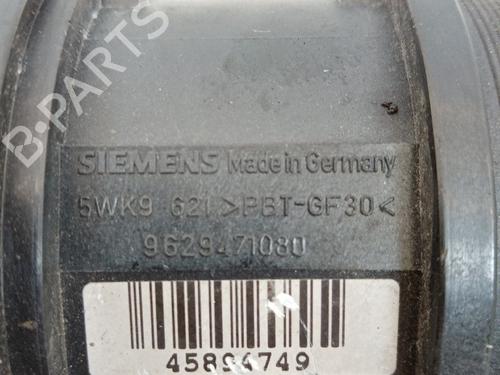 B-PARTS
SIEMENS Made in Germany
5WK9 621 >PBT-GF30<
9629471080
45894749